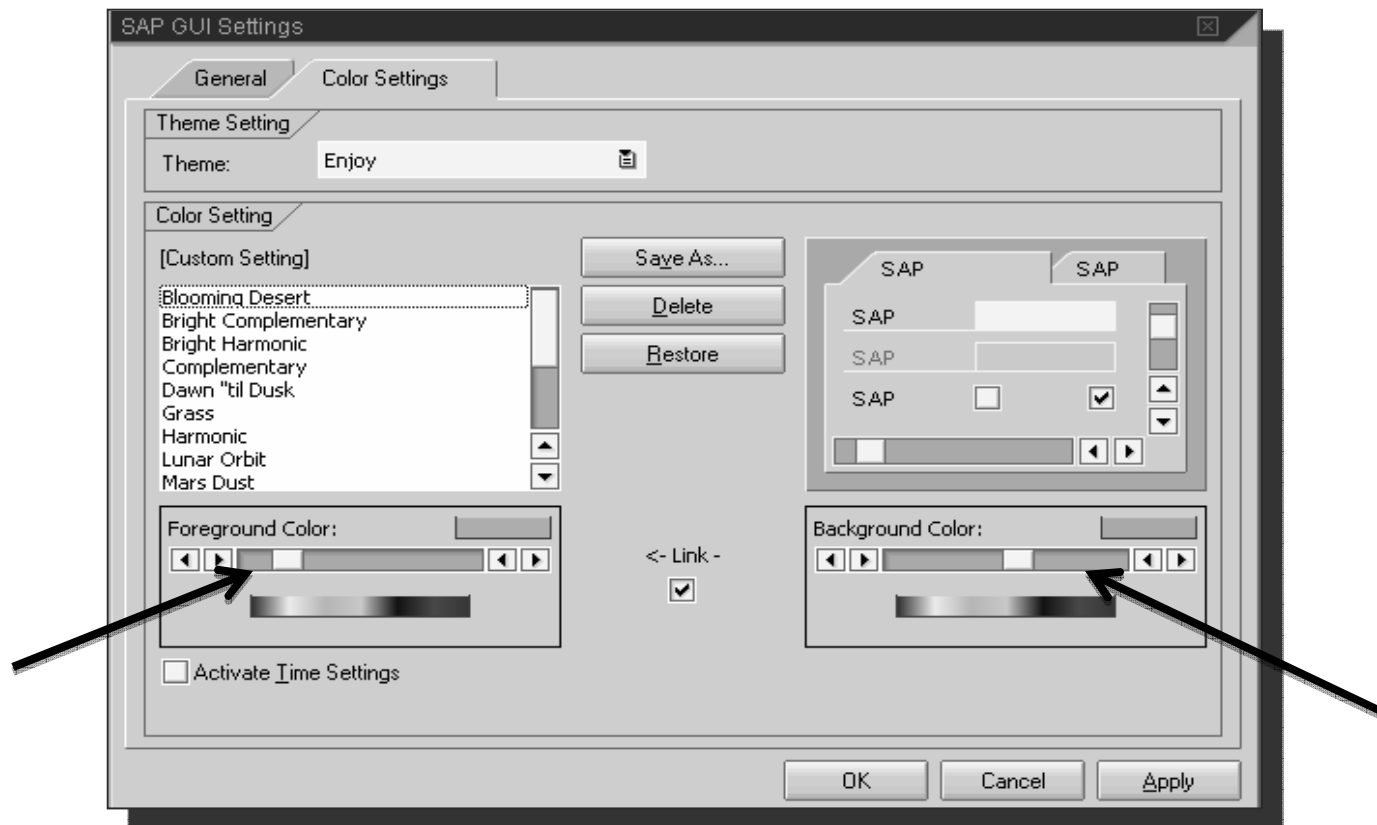 SAP GUI Settings
General
Color Settings
Theme Setting
Theme:
Enjoy
Color Setting
[Custom Setting]
Blooming Desert
Bright Complementary
Bright Harmonic
Complementary
Dawn "til Dusk
Grass
Harmonic
Lunar Orbit
Mars Dust
Save As...
Delete
Restore
SAP
SAP
SAP
SAP
SAP
Foreground Color:
<- Link -
Background Color:
Activate Time Settings
OK
Cancel
Apply